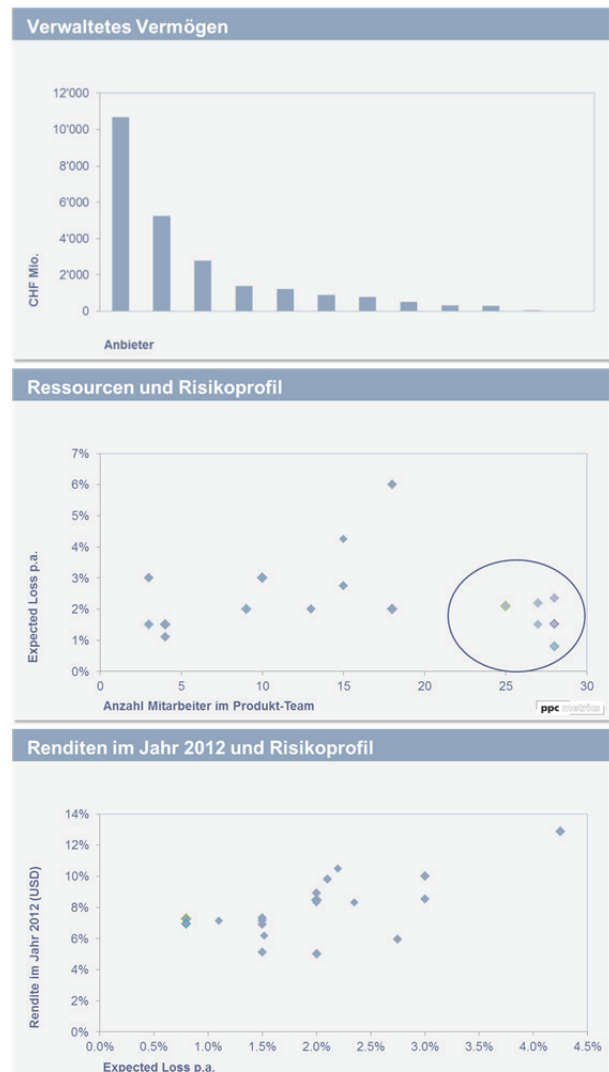 Verwaltetes Vermögen
12'000
10'000
8'000
6'000
4'000
2'000
0
CHF Mio.
Anbieter
Ressourcen und Risikoprofil
7%
6%
5%
4%
3%
2%
1%
0%
Expected Loss p.a.
0 5 10 15 20 25 30
Anzahl Mitarbeiter im Produkt-Team
ppc metrics
Renditen im Jahr 2012 und Risikoprofil
14%
12%
10%
8%
6%
4%
2%
0%
Rendite im Jahr 2012 (USD)
0.0% 0.5% 1.0% 1.5% 2.0% 2.5% 3.0% 3.5% 4.0% 4.5%
Expected Loss p.a.